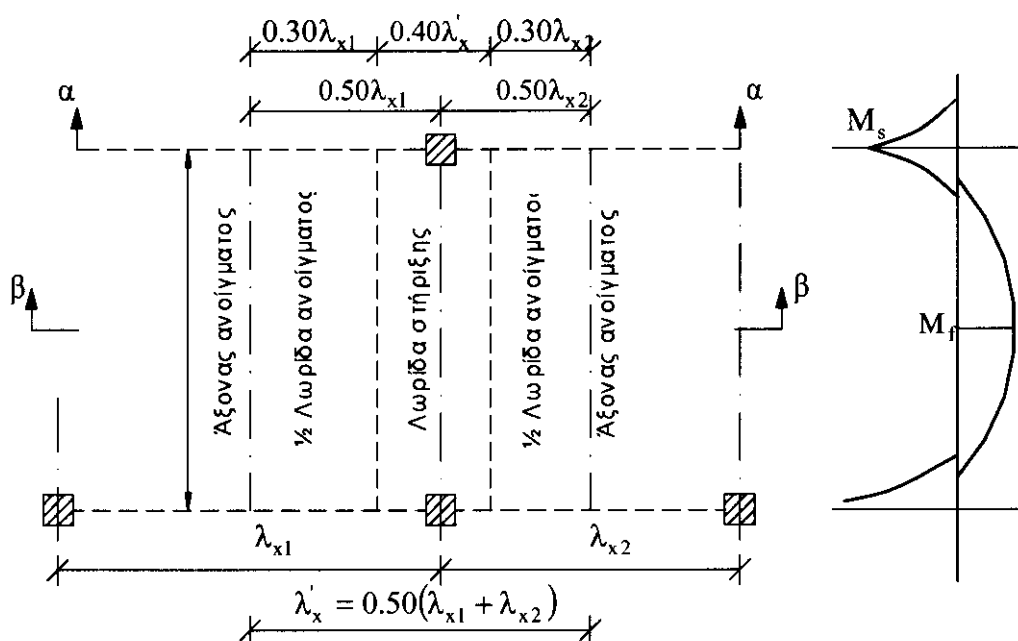 0.30λx1 0.40λ'x 0.30λx2
0.50λx1 0.50λx2
α α
Ms
Άξονας ανοίγματος
½ Λωρίδα ανοίγματος
Λωρίδα στήριξης
½ Λωρίδα ανοίγματος
Άξονας ανοίγματος
β β
Mf
λx1 λx2
λ'x = 0.50(λx1 + λx2)